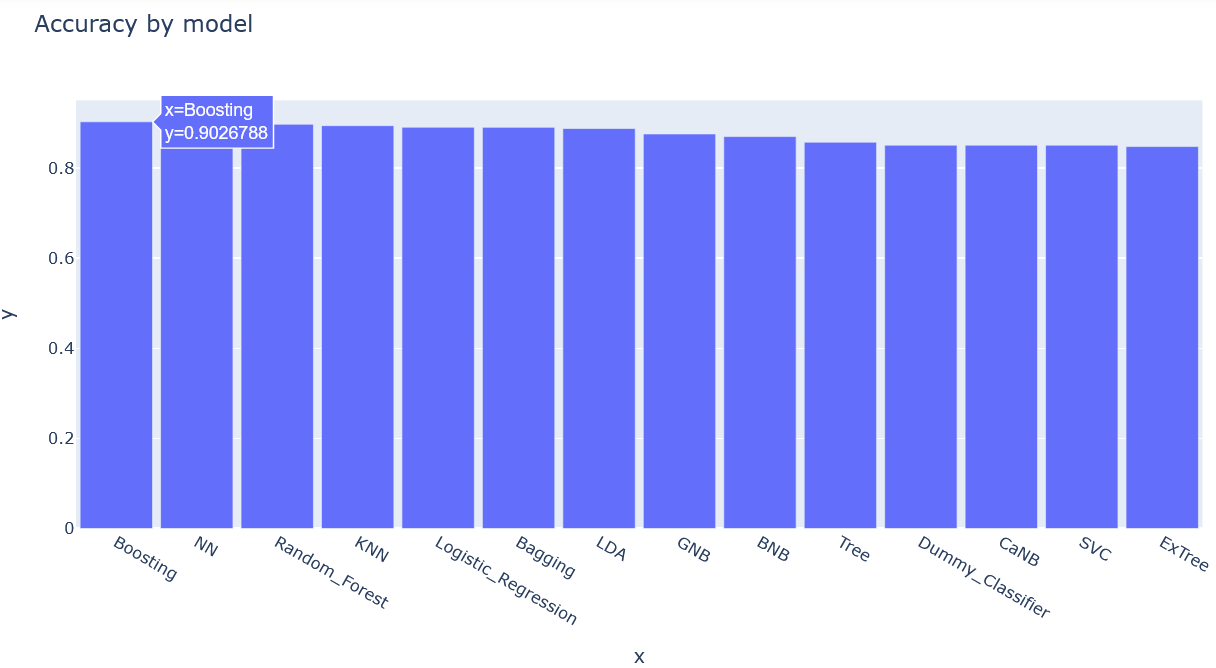 Accuracy by model
x=Boosting
y=0.9026788
0.8
0.6
0.4
0.2
0
y
Boosting
NN
Random_Forest
KNN
Logistic_Regression
Bagging
LDA
GNB
BNB
Tree
Dummy_Classifier
CaNB
SVC
ExTree
x